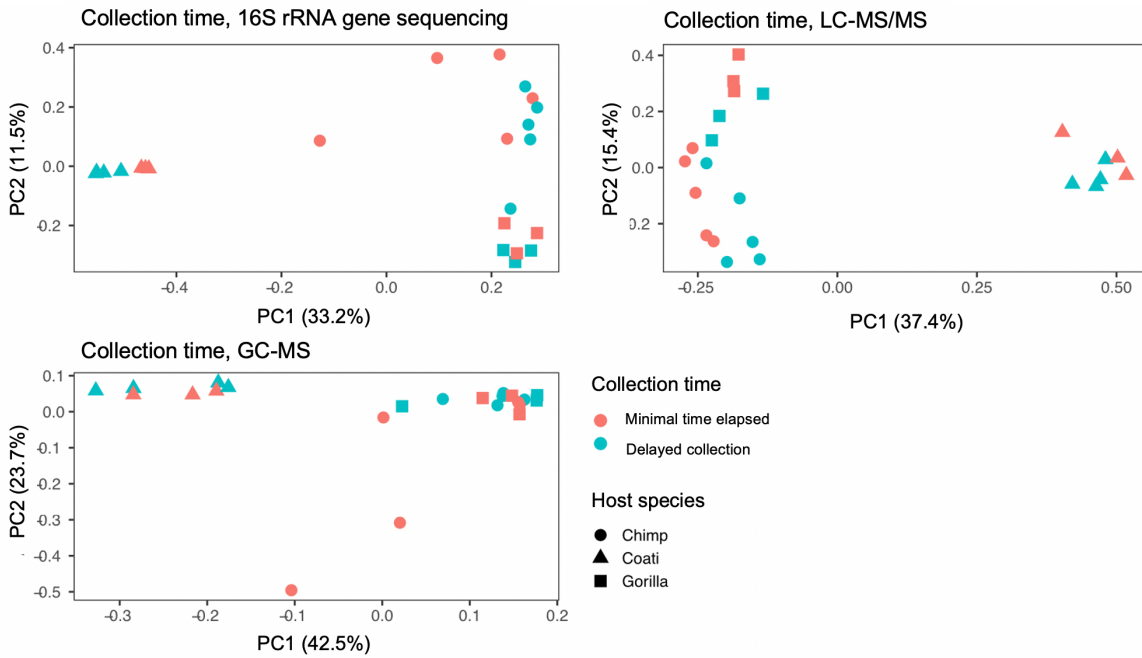 Collection time, 16S rRNA gene sequencing
0.4
0.2
0.0
-0.2
PC2 (11.5%)
-0.4
-0.2
0.0
0.2
PC1 (33.2%)
Collection time, LC-MS/MS
0.4
0.2
0.0
0.2
PC2 (15.4%)
-0.25
0.00
0.25
0.50
PC1 (37.4%)
Collection time, GC-MS
0.1
0.0
-0.1
-0.2
-0.3
-0.4
-0.5
PC2 (23.7%)
-0.3
-0.2
-0.1
0.0
0.1
0.2
PC1 (42.5%)
Collection time
Minimal time elapsed
Delayed collection
Host species
Chimp
Coati
Gorilla